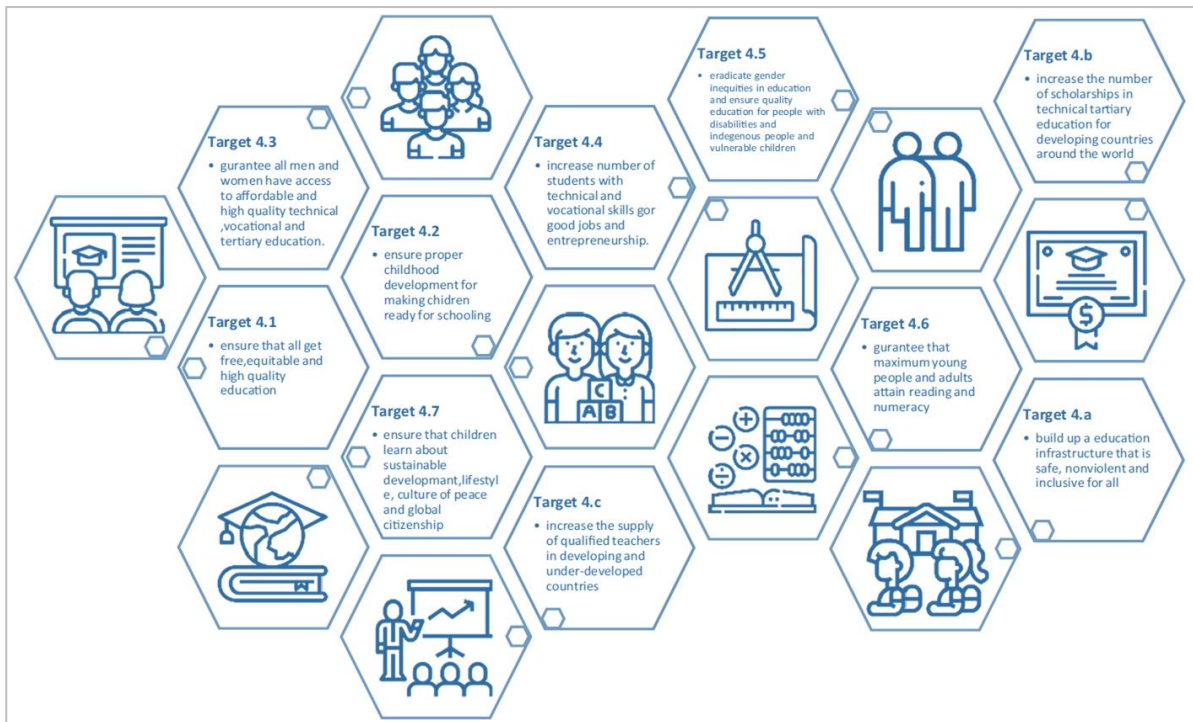 Target 4.3
• gurantee all men and
women have access
to affordable and
high quality technical
,vocational and
tertiary education.
Target 4.1
• ensure that all get
free,equitable and
high quality
education
Target 4.2
• ensure proper
childhood
development for
making chidren
ready for schooling
Target 4.7
• ensure that children
learn about
sustainable
development,lifesty
e, culture of peace
and global
citizenship
Target 4.4
• increase number of
students with
technical and
vocational skills gor
good jobs and
entrepreneurship.
C
A B
Target 4.c
• increase the supply
of qualified teachers
in developing and
under-developed
countries
Target 4.5
• eradicate gender
inequities in education
and ensure quality
education for people with
disabilities and
indegenous people and
vulnerable children
Target 4.6
• gurantee that
maximum young
people and adults
attain reading and
numeracy
Target 4.b
• increase the number
of scholarships in
technical tartiary
education for
developing countries
around the world
$
Target 4.a
• build up a education
infrastructure that is
safe, nonviolent and
inclusive for all